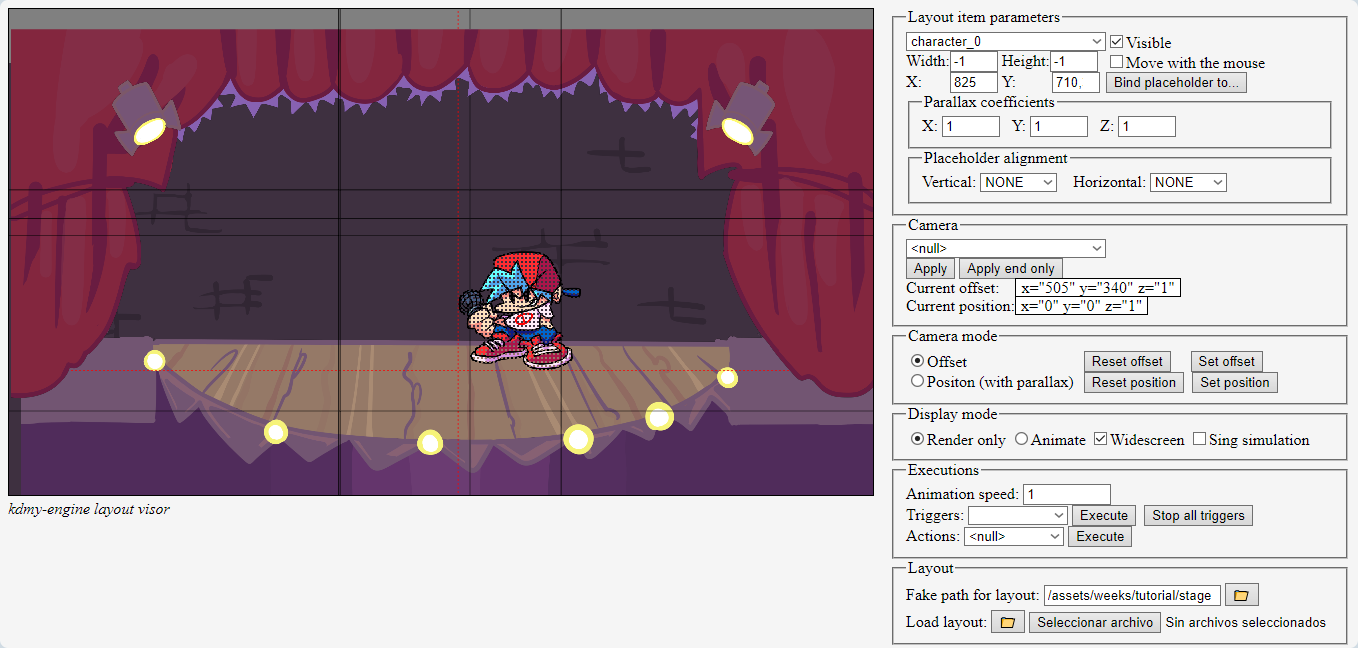 Layout item parameters
character_0 Visible
Width: -1 Height: -1 Move with the mouse
X: 825 Y: 710, Bind placeholder to...
Parallax coefficients
X: 1 Y: 1 Z: 1
Placeholder alignment
Vertical: NONE Horizontal: NONE
Camera
<null>
Apply Apply end only
Current offset: x="505" y="340" z="1"
Current position: x="0" y="0" z="1"
Camera mode
Offset Reset offset Set offset
Positon (with parallax) Reset position Set position
Display mode
Render only Animate Widescreen Sing simulation
Executions
Animation speed: 1
Triggers: Execute Stop all triggers
Actions: <null> Execute
Layout
Fake path for layout: /assets/weeks/tutorial/stage
Load layout: Seleccionar archivo Sin archivos seleccionados
kdmy-engine layout visor